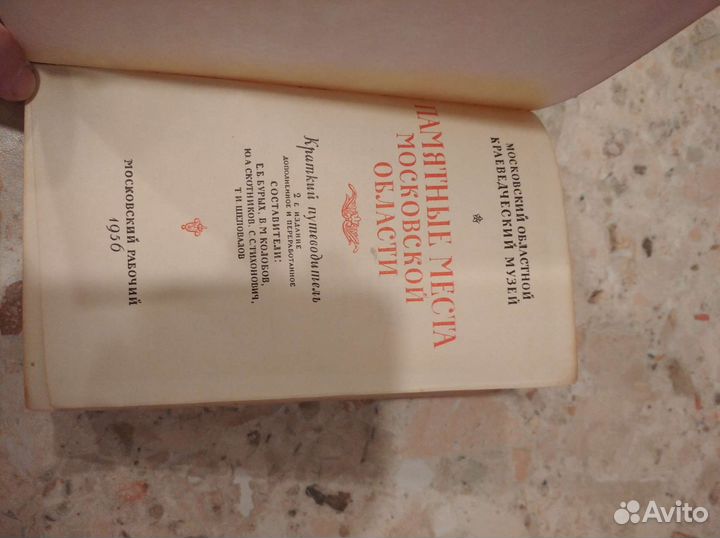 МОСКОВСКИЙ ОБЛАСТНОЙ
КРАЕВЕДЧЕСКИЙ МУЗЕЙ
ПАМЯТНЫЕ МЕСТА
МОСКОВСКОЙ
ОБЛАСТИ
Краткий путеводитель
2-е ИЗДАНИЕ
ДОПОЛНЕННОЕ И ПЕРЕРАБОТАННОЕ
СОСТАВИТЕЛИ:
Е.Б. БУРЫХ, В.М. КОЛОБОВ,
Ю.А СКОТНИКОВ, С.С.ТИХОНОВИЧ,
Т И ШЕПОВАЛОВ
МОСКОВСКИЙ РАБОЧИЙ
1956
Avito